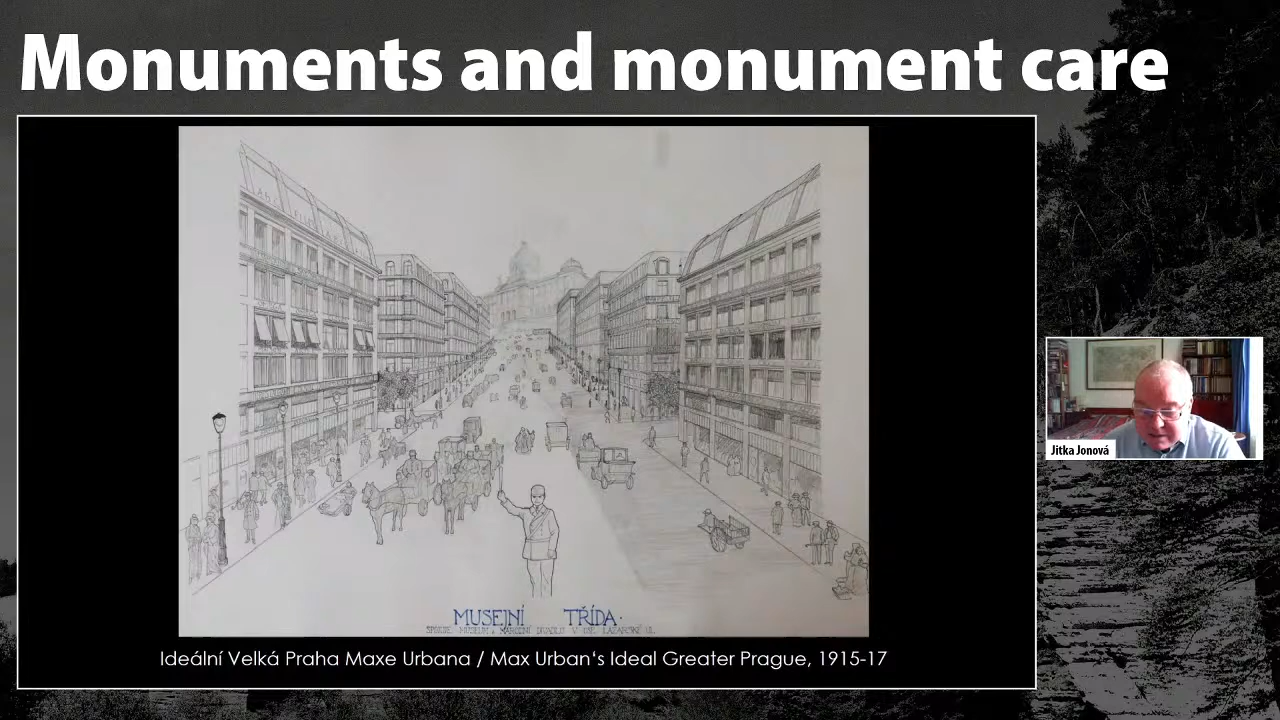 Monuments and monument care
MUSEJNÍ TŘÍDA.
Jitka Jonová
Ideální Velká Praha Maxe Urbana / Max Urban‘s Ideal Greater Prague, 1915-17